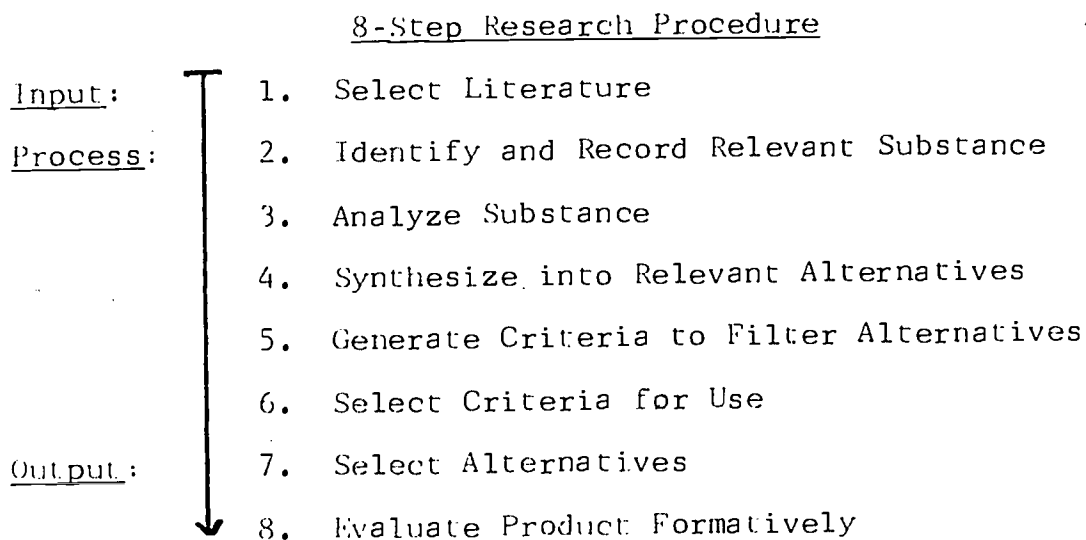 8-Step Research Procedure
Input: 1. Select Literature
Process: 2. Identify and Record Relevant Substance
3. Analyze Substance
4. Synthesize into Relevant Alternatives
5. Generate Criteria to Filter Alternatives
6. Select Criteria for Use
Output: 7. Select Alternatives
8. Evaluate Product Formatively